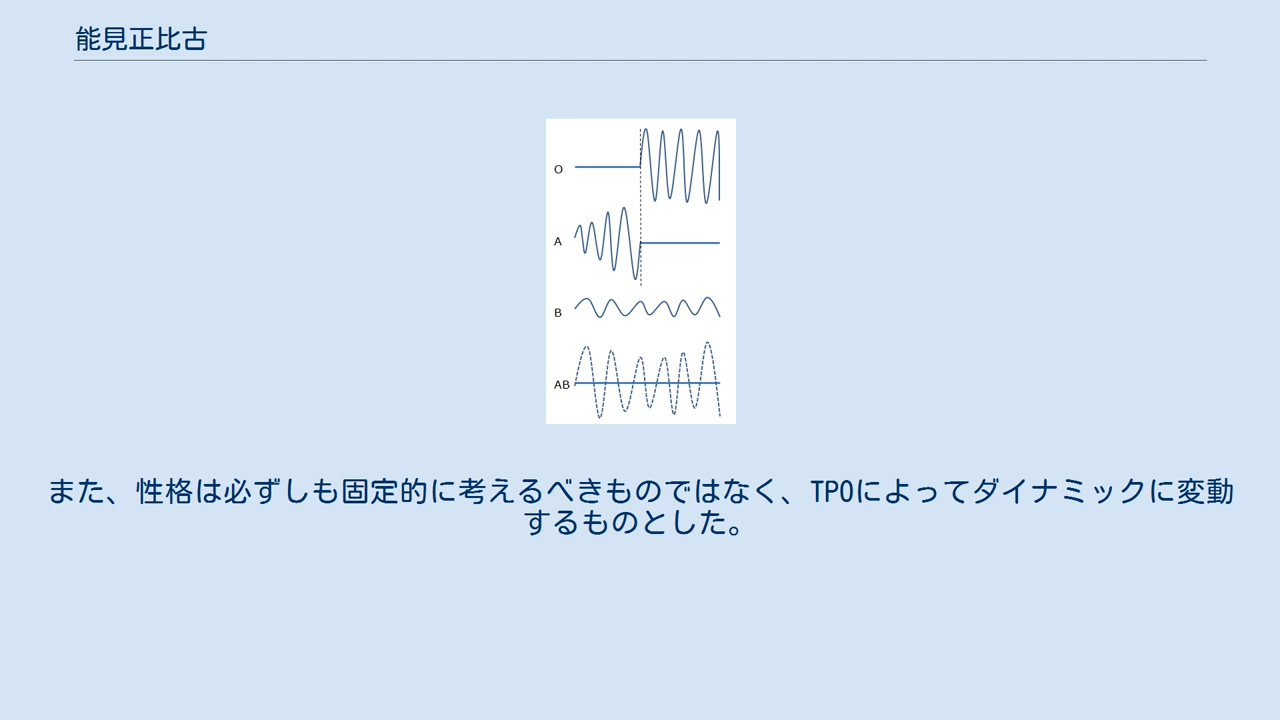 能見正比古
O
A
B
AB
また、性格は必ずしも固定的に考えるべきものではなく、TPOによってダイナミックに変動
するものとした。